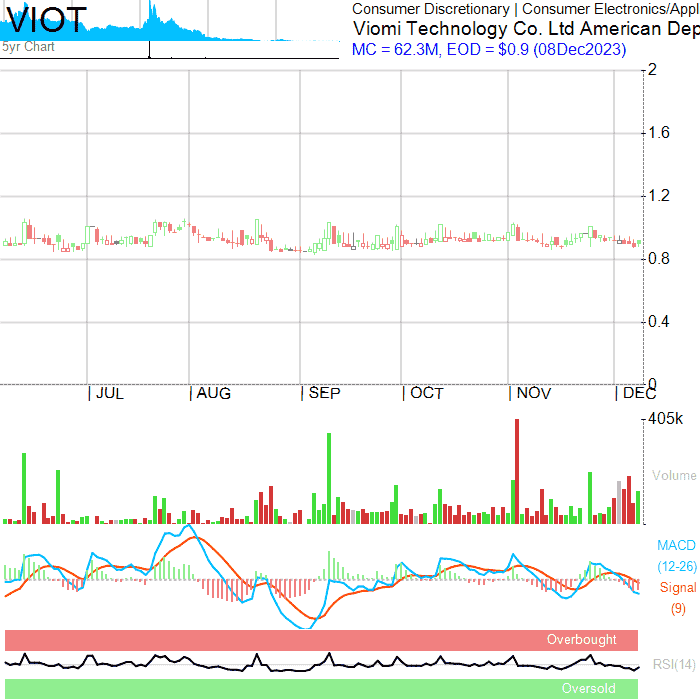 VIOT
5yr Chart
Consumer Discretionary | Consumer Electronics/Appl
Viomi Technology Co. Ltd American Dep
MC = 62.3M, EOD = $0.9 (08Dec2023)
2
1.6
1.2
0.8
0.4
0
JUL AUG SEP OCT NOV DEC
405k
Volume
MACD
(12-26)
Signal
(9)
Overbought
RSI(14)
Oversold